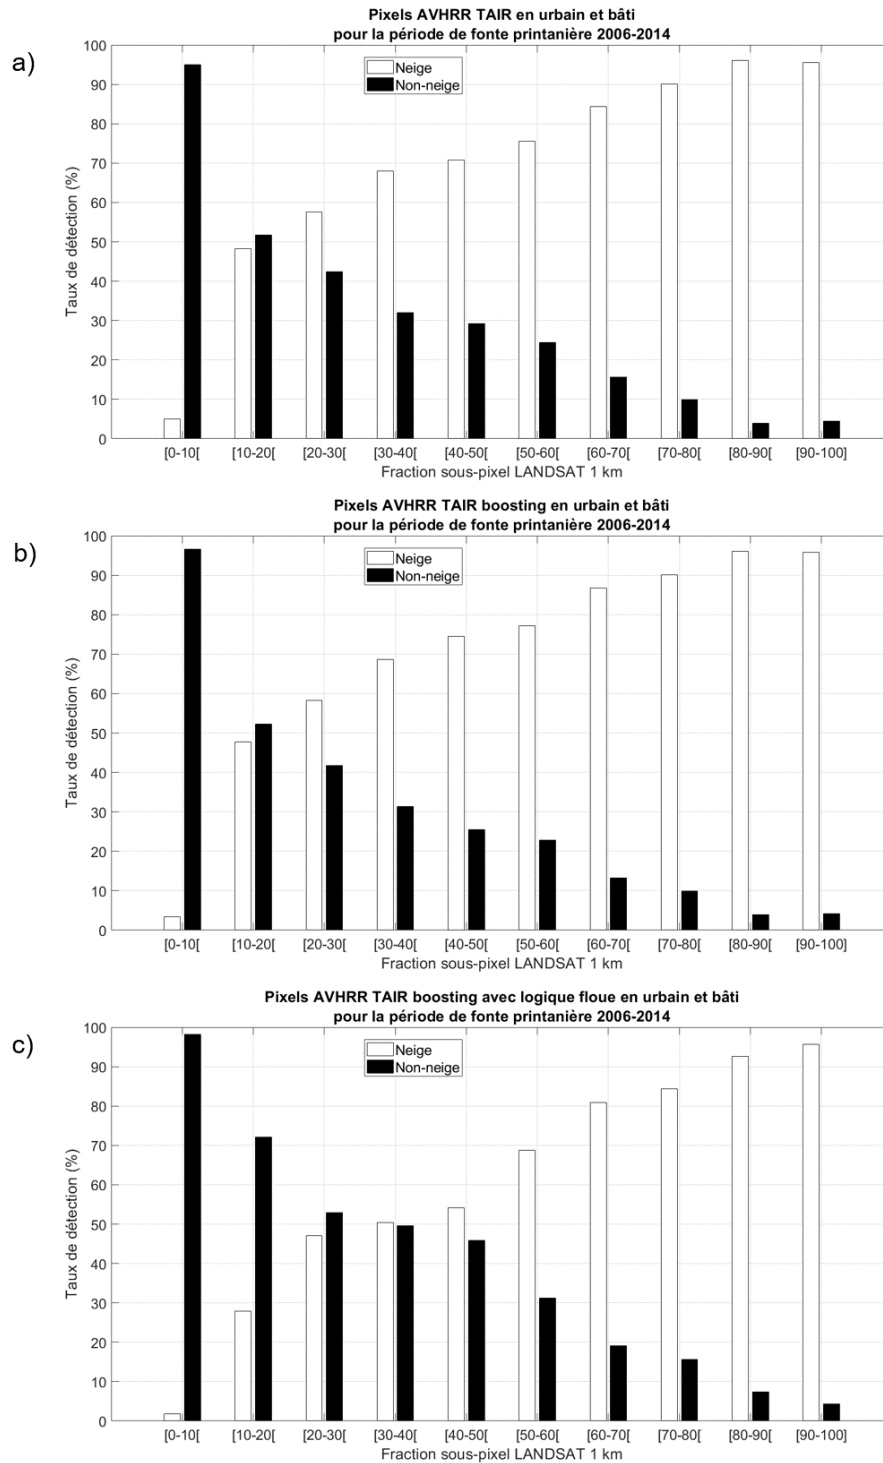 Pixels AVHRR TAIR en urbain et bâti
pour la période de fonte printanière 2006-2014
a)
Neige
Non-neige
Taux de détection (%)
100
90
80
70
60
50
40
30
20
10
0
[0-10[ [10-20[ [20-30[ [30-40[ [40-50[ [50-60[ [60-70[ [70-80[ [80-90[ [90-100]
Fraction sous-pixel LANDSAT 1 km
Pixels AVHRR TAIR boosting en urbain et bâti
pour la période de fonte printanière 2006-2014
b)
Neige
Non-neige
Taux de détection (%)
100
90
80
70
60
50
40
30
20
10
0
[0-10[ [10-20[ [20-30[ [30-40[ [40-50[ [50-60[ [60-70[ [70-80[ [80-90[ [90-100]
Fraction sous-pixel LANDSAT 1 km
Pixels AVHRR TAIR boosting avec logique floue en urbain et bâti
pour la période de fonte printanière 2006-2014
c)
Neige
Non-neige
Taux de détection (%)
100
90
80
70
60
50
40
30
20
10
0
[0-10[ [10-20[ [20-30[ [30-40[ [40-50[ [50-60[ [60-70[ [70-80[ [80-90[ [90-100]
Fraction sous-pixel LANDSAT 1 km